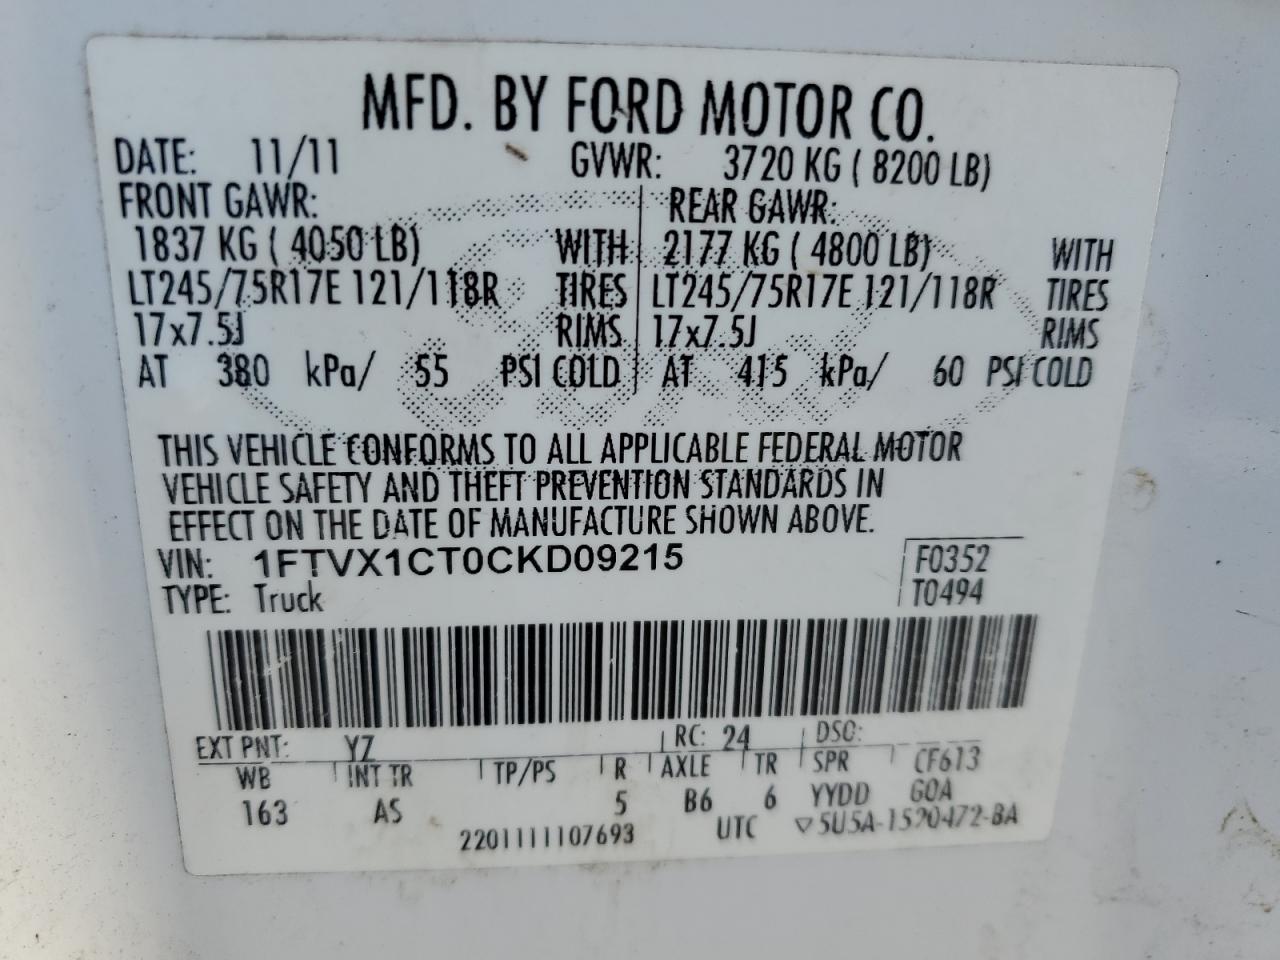 MFD. BY FORD MOTOR CO.
DATE: 11/11 GVWR: 3720 KG ( 8200 LB)
FRONT GAWR: REAR GAWR:
1837 KG ( 4050 LB) WITH 2177 KG ( 4800 LB) WITH
LT245/75R17E 121/118R TIRES LT245/75R17E 121/118R TIRES
17x7.5J RIMS 17x7.5J RIMS
AT 380 kPa/ 55 PSI COLD AT 415 kPa/ 60 PSI COLD
THIS VEHICLE CONFORMS TO ALL APPLICABLE FEDERAL MOTOR
VEHICLE SAFETY AND THEFT PREVENTION STANDARDS IN
EFFECT ON THE DATE OF MANUFACTURE SHOWN ABOVE.
VIN: 1FTVX1CT0CKD09215 F0352
TYPE: Truck T0494
EXT PNT: YZ RC: 24 DSO:
WB INT TR TP/PS R AXLE TR SPR CF613
163 AS 5 B6 6 YYDD GOA
2201111107693 UTC ▽5U5A-1520472-BA